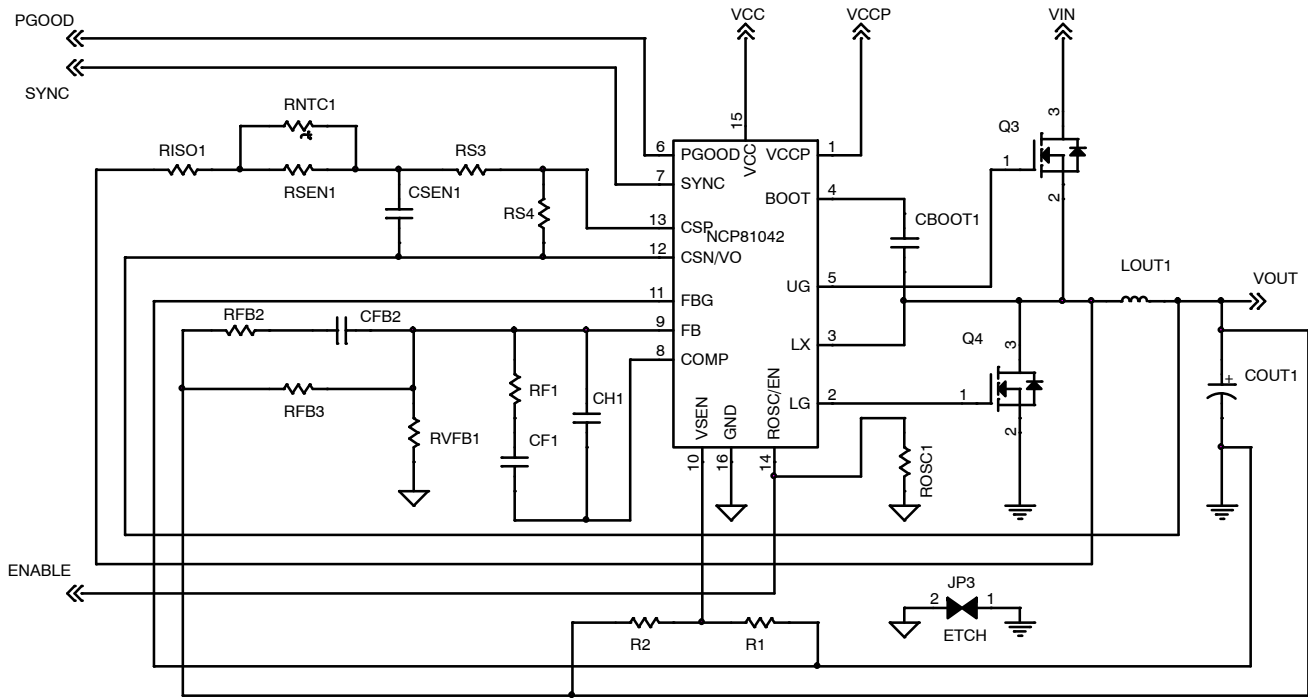 PGOOD
VCC
VCCP
VIN
SYNC
RNTC1
RISO1
RSEN1
RS3
CSEN1
RS4
15
6
7
13
12
11
9
8
PGOOD
SYNC
CSP
CSN/VO
FBG
FB
COMP
VCC
NCP81042
VCCP
BOOT
UG
LX
LG
VSEN
GND
ROSC/EN
1
4
5
3
2
10
16
14
CBOOT1
Q3
3
1
2
LOUT1
VOUT
Q4
3
1
2
COUT1
RFB2
CFB2
RFB3
RVFB1
RF1
CF1
CH1
ROSC1
ENABLE
JP3
2
1
ETCH
R2
R1
+